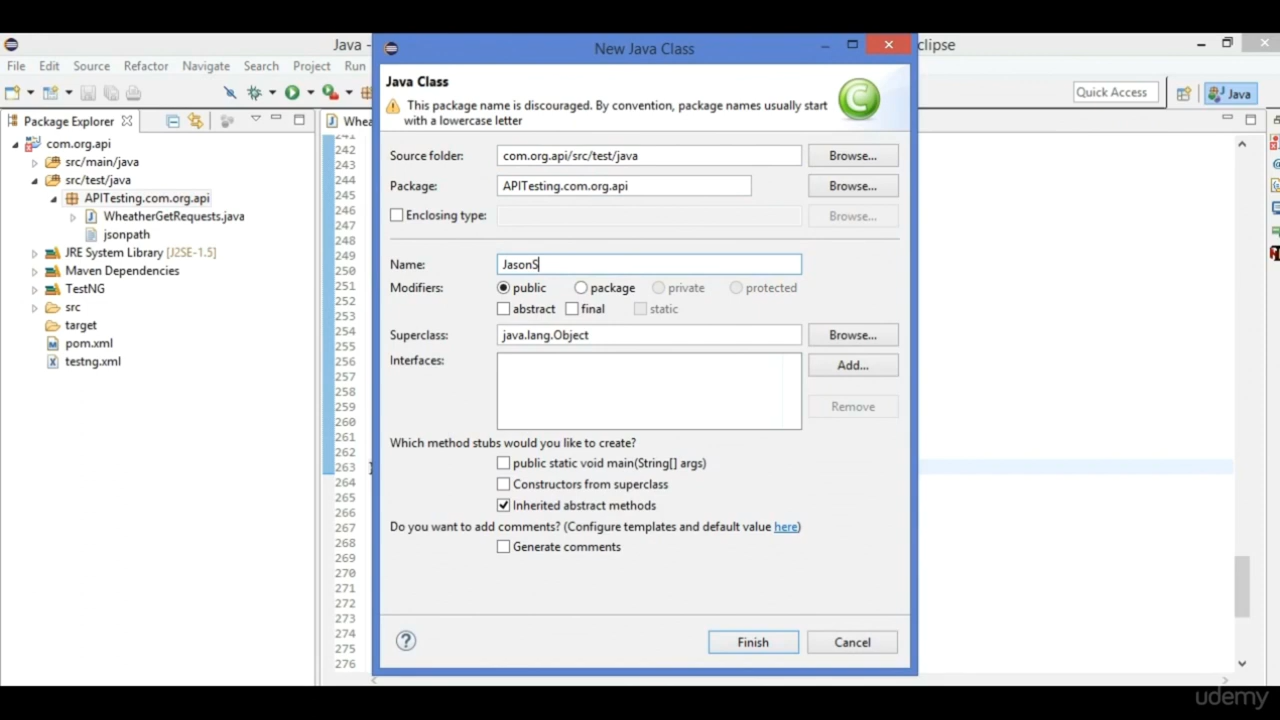 Java -
New Java Class
clipse
File Edit Source Refactor Navigate Search Project Run
Quick Access
Java
Package Explorer
Whea
com.org.api
src/main/java
src/test/java
APITesting.com.org.api
WheatherGetRequests.java
jsonpath
JRE System Library [J2SE-1.5]
Maven Dependencies
TestNG
src
target
pom.xml
testng.xml
241
242
243
244
245
246
247
248
249
250
251
252
253
254
255
256
257
258
259
260
261
262
263 }
264
265
266
267
268
269
270
271
272
273
274
275
276
Java Class
This package name is discouraged. By convention, package names usually start
with a lowercase letter
Source folder: com.org.api/src/test/java Browse...
Package: APITesting.com.org.api Browse...
Enclosing type: Browse...
Name: JasonS
Modifiers: public package private protected
abstract final static
Superclass: java.lang.Object Browse...
Interfaces: Add...
Remove
Which method stubs would you like to create?
public static void main(String[] args)
Constructors from superclass
Inherited abstract methods
Do you want to add comments? (Configure templates and default value here)
Generate comments
? Finish Cancel
udemy